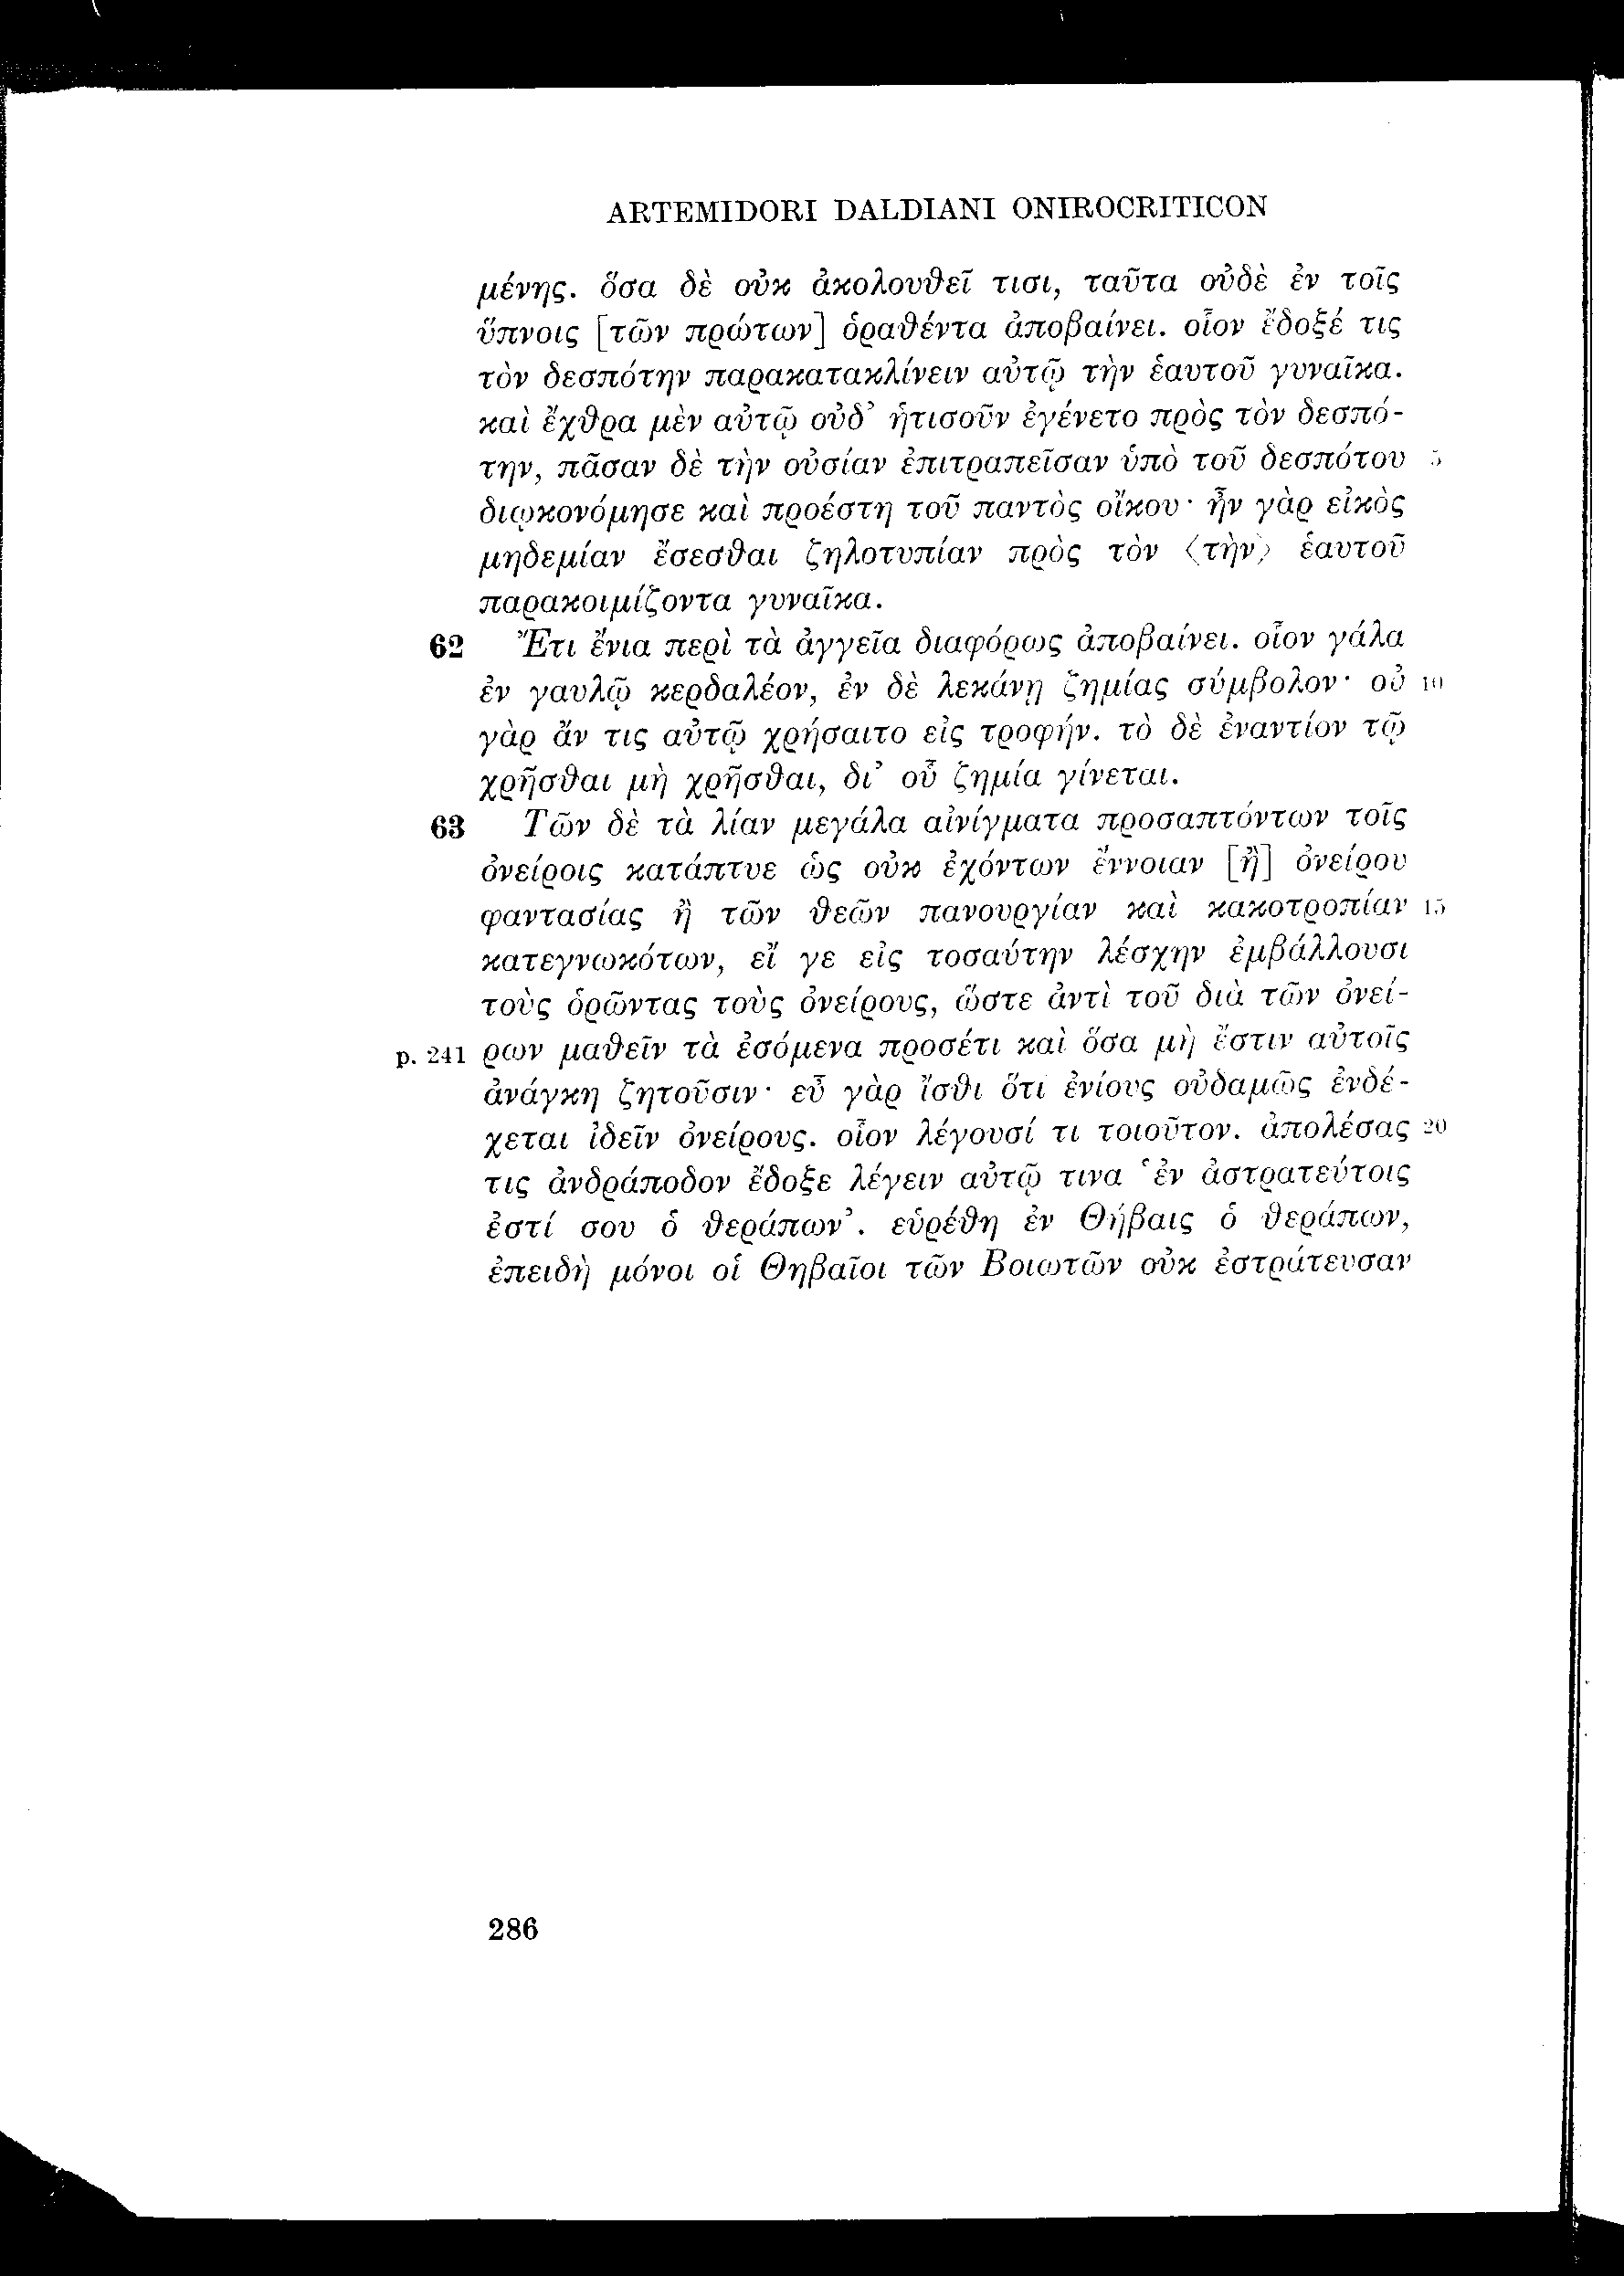 ARTEMIDORI DALDIANI ONIROCRITICON
μένης. ὅσα δὲ οὐκ ἀκολουθεῖ τισι, ταῦτα οὐδὲ ἐν τοῖς
ὕπνοις [τῶν πρώτων] ὁραθέντα ἀποβαίνει. οἷον ἔδοξέ τις
τὸν δεσπότην παρακατακλίνειν αὐτῷ τὴν ἑαυτοῦ γυναῖκα.
καὶ ἔχθρα μὲν αὐτῷ οὐδ’ ἡτισοῦν ἐγένετο πρὸς τὸν δεσπό-
την, πᾶσαν δὲ τὴν οὐσίαν ἐπιτραπεῖσαν ὑπὸ τοῦ δεσπότου 5
διῳκονόμησε καὶ προέστη τοῦ παντὸς οἴκου· ἦν γὰρ εἰκὸς
μηδεμίαν ἔσεσθαι ζηλοτυπίαν πρὸς τὸν 〈τὴν〉 ἑαυτοῦ
παρακοιμίζοντα γυναῖκα.
62 Ἔτι ἔνια περὶ τὰ ἀγγεῖα διαφόρως ἀποβαίνει. οἷον γάλα
ἐν γαυλῷ κερδαλέον, ἐν δὲ λεκάνῃ ζημίας σύμβολον· οὐ 10
γὰρ ἄν τις αὐτῷ χρήσαιτο εἰς τροφήν. τὸ δὲ ἐναντίον τῷ
χρῆσθαι μὴ χρῆσθαι, δι’ οὗ ζημία γίνεται.
63 Τῶν δὲ τὰ λίαν μεγάλα αἰνίγματα προσαπτόντων τοῖς
ὀνείροις κατάπτυε ὡς οὐκ ἐχόντων ἔννοιαν [ἢ] ὀνείρου
φαντασίας ἢ τῶν θεῶν πανουργίαν καὶ κακοτροπίαν 15
κατεγνωκότων, εἴ γε εἰς τοσαύτην λέσχην ἐμβάλλουσι
τοὺς ὁρῶντας τοὺς ὀνείρους, ὥστε ἀντὶ τοῦ διὰ τῶν ὀνεί-
p. 241 ρων μαθεῖν τὰ ἐσόμενα προσέτι καὶ ὅσα μὴ ἔστιν αὐτοῖς
ἀνάγκη ζητοῦσιν· εὖ γὰρ ἴσθι ὅτι ἐνίους οὐδαμῶς ἐνδέ-
χεται ἰδεῖν ὀνείρους. οἷον λέγουσί τι τοιοῦτον. ἀπολέσας 20
τις ἀνδράποδον ἔδοξε λέγειν αὐτῷ τινα ‘ἐν ἀστρατεύτοις
ἐστί σου ὁ θεράπων’. εὑρέθη ἐν Θήβαις ὁ θεράπων,
ἐπειδὴ μόνοι οἱ Θηβαῖοι τῶν Βοιωτῶν οὐκ ἐστράτευσαν
286